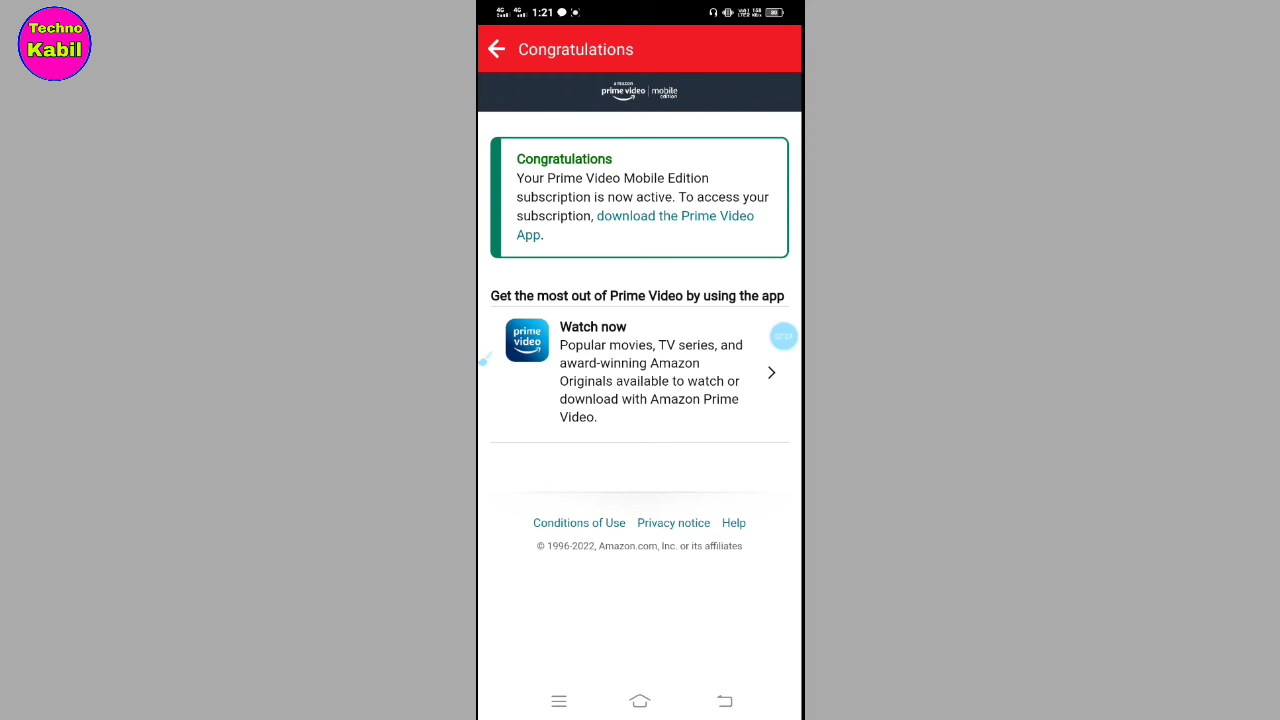 Techno
Kabil
4G 4G 1:21
Congratulations
amazon
prime video | mobile
edition
Congratulations
Your Prime Video Mobile Edition
subscription is now active. To access your
subscription, download the Prime Video
App.
Get the most out of Prime Video by using the app
prime
video
Watch now
Popular movies, TV series, and
award-winning Amazon
Originals available to watch or
download with Amazon Prime
Video.
Conditions of Use Privacy notice Help
© 1996-2022, Amazon.com, Inc. or its affiliates